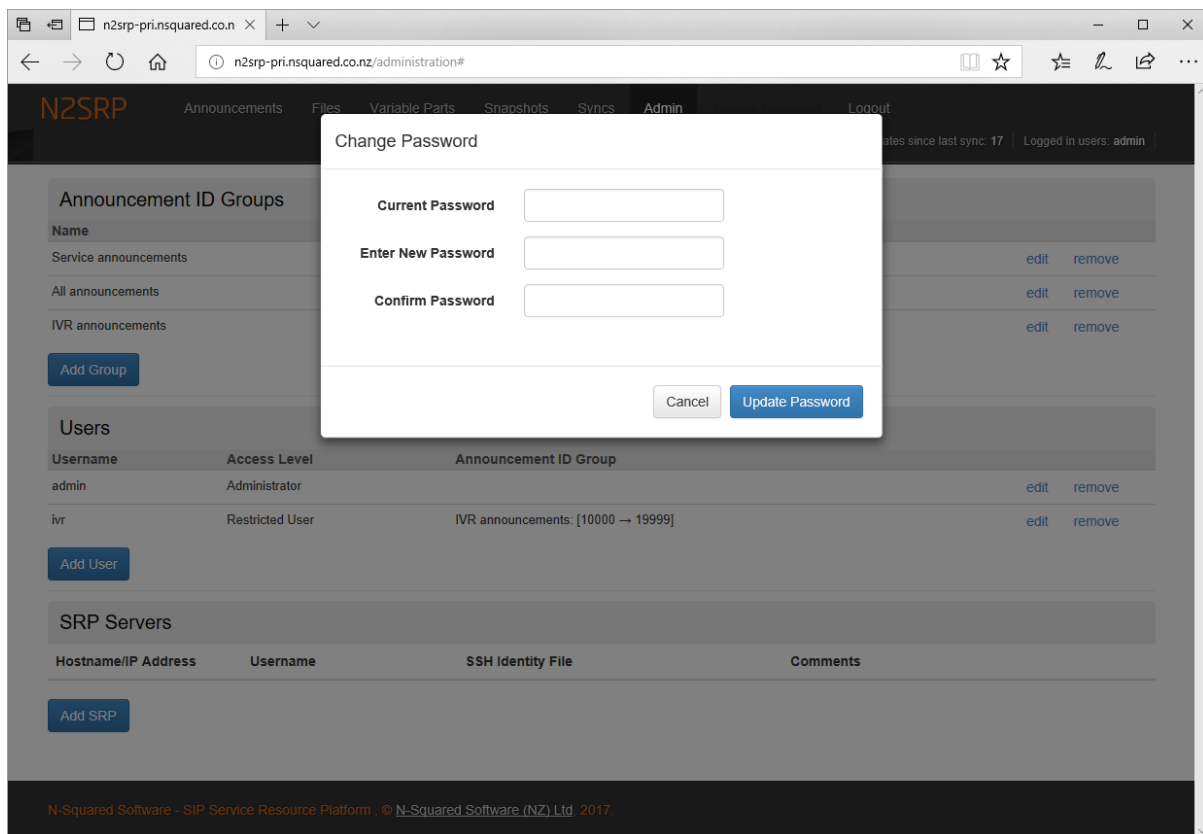 n2srp-pri.nsquared.co.n
n2srp-pri.nsquared.co.nz/administration#
N2SRP Announcements Files Variable Parts Snapshots Syncs Admin Logout
ates since last sync: 17 Logged in users: admin
Change Password
Current Password
Enter New Password
Confirm Password
Cancel Update Password
Announcement ID Groups
Name
Service announcements edit remove
All announcements edit remove
IVR announcements edit remove
Add Group
Users
Username Access Level Announcement ID Group
admin Administrator edit remove
ivr Restricted User IVR announcements: [10000 → 19999] edit remove
Add User
SRP Servers
Hostname/IP Address Username SSH Identity File Comments
Add SRP
N-Squared Software - SIP Service Resource Platform , © N-Squared Software (NZ) Ltd, 2017.